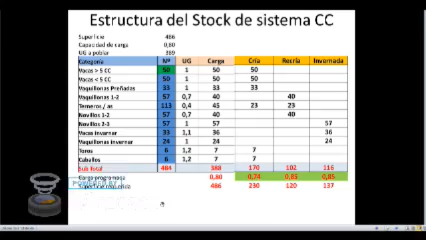 Estructura del Stock de sistema CC
Superficie 486
Capacidad de carga 0,80
UG a poblar 389
Categoría Nº UG Carga Cría Recría Invernada
Vacas > 5 CC 50 1 50 50
Vacas < 5 CC 50 1 50 50
Vaquillonas Preñadas 33 1 33 33
Vaquillonas 1-2 57 0,7 40 40
Terneros / as 113 0,4 45 23 23
Novillos 1-2 57 0,7 40 40
Novillos 2-3 57 1 57 57
Vacas invernar 33 1,1 36 36
Vaquillonas invernar 24 1 24 24
Toros 6 1,2 7 7
Caballos 6 1,2 7 7
Sub Total 484 388 170 102 116
Carga 0,80 0,74 0,85 0,85
Superficie 486 230 120 137
POWERED BY